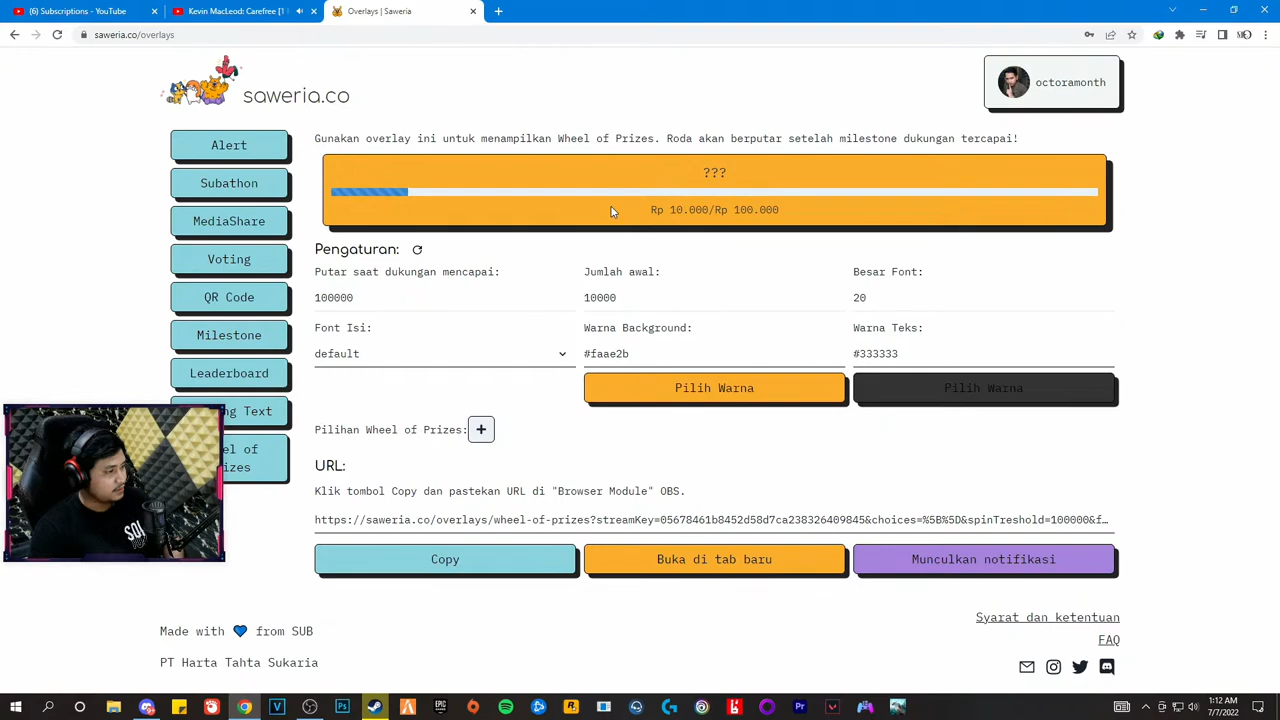 (6) Subscriptions - YouTube
Kevin MacLeod: Carefree [1
Overlays | Saweria
saweria.co/overlays
saweria.co
octoramonth
Alert
Subathon
MediaShare
Voting
QR Code
Milestone
Leaderboard
g Text
el of
izes
Gunakan overlay ini untuk menampilkan Wheel of Prizes. Roda akan berputar setelah milestone dukungan tercapai!
???
Rp 10.000/Rp 100.000
Pengaturan:
Putar saat dukungan mencapai:
Jumlah awal:
Besar Font:
100000
10000
20
Font Isi:
Warna Background:
Warna Teks:
default
#faae2b
#333333
Pilih Warna
Pilih Warna
Pilihan Wheel of Prizes:
+
URL:
Klik tombol Copy dan pastekan URL di "Browser Module" OBS.
https://saweria.co/overlays/wheel-of-prizes?streamKey=05678461b8452d58d7ca238326409845&choices=%5B%5D&spinTreshold=100000&f...
Copy
Buka di tab baru
Munculkan notifikasi
Made with
from SUB
PT Harta Tahta Sukaria
Syarat dan ketentuan
FAQ
1:12 AM
7/7/2022